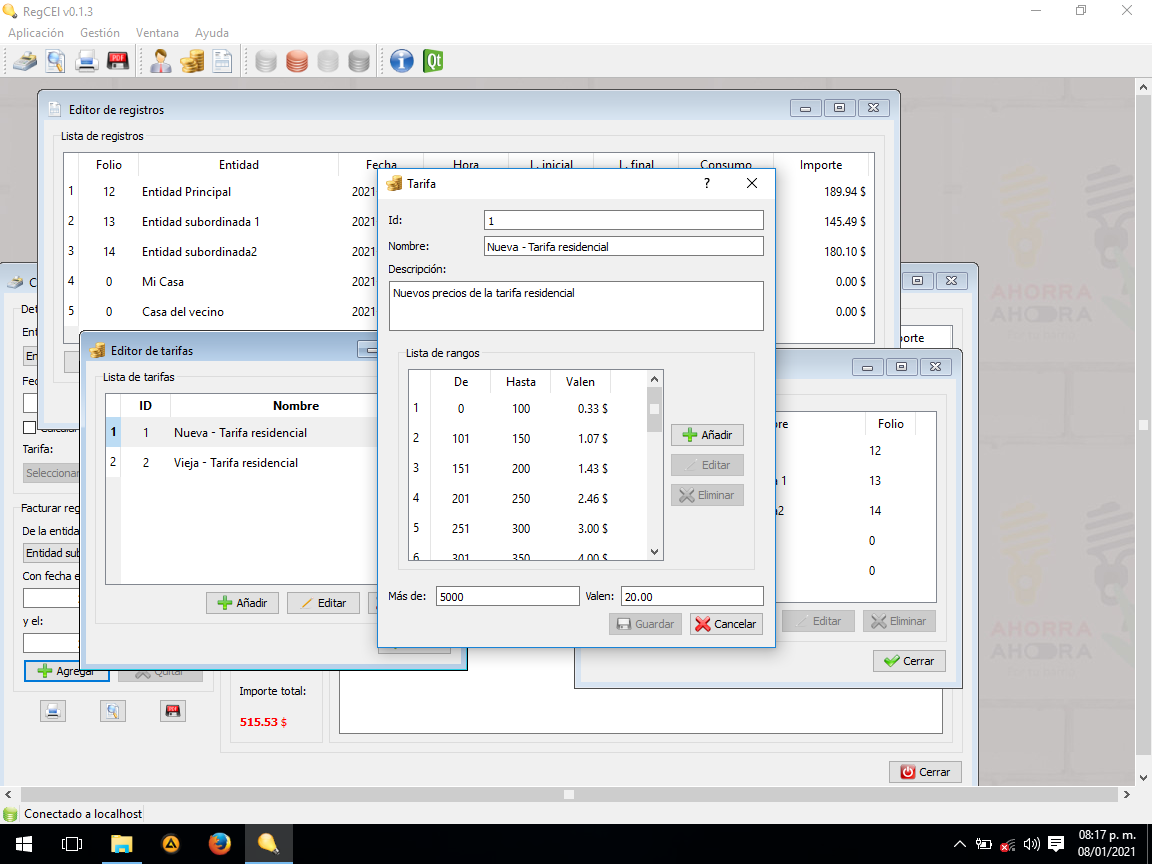 RegCEl v0.1.3
Aplicación Gestión Ventana Ayuda
PDF
Qt
Editor de registros
Lista de registros
Folio Entidad Fecha Hora L. inicial L. final Consumo Importe
1 12 Entidad Principal 2021 189.94 $
2 13 Entidad subordinada 1 2021 145.49 $
3 14 Entidad subordinada2 2021 180.10 $
4 0 Mi Casa 2021 0.00 $
5 0 Casa del vecino 2021 0.00 $
Tarifa
?
Id: 1
Nombre: Nueva - Tarifa residencial
Descripción:
Nuevos precios de la tarifa residencial
Lista de rangos
De Hasta Valen
1 0 100 0.33 $
2 101 150 1.07 $
3 151 200 1.43 $
4 201 250 2.46 $
5 251 300 3.00 $
6 301 350 4.00 $
Añadir
Editar
Eliminar
Más de: 5000 Valen: 20.00
Guardar Cancelar
Editor de tarifas
Lista de tarifas
ID Nombre
1 1 Nueva - Tarifa residencial
2 2 Vieja - Tarifa residencial
Añadir Editar
C
Det
Ent
En
Fec
Calcular
Tarifa:
Seleccionar
Facturar reg
De la entida
Entidad sub
Con fecha e
y el:
Agregar Quitar
Importe total:
515.53 $
porte
re Folio
12
1 13
a2 14
0
0
Editar Eliminar
Cerrar
Cerrar
AHORRA
AHORA
AHORRA
AHORA
Conectado a localhost
08:17 p. m.
08/01/2021